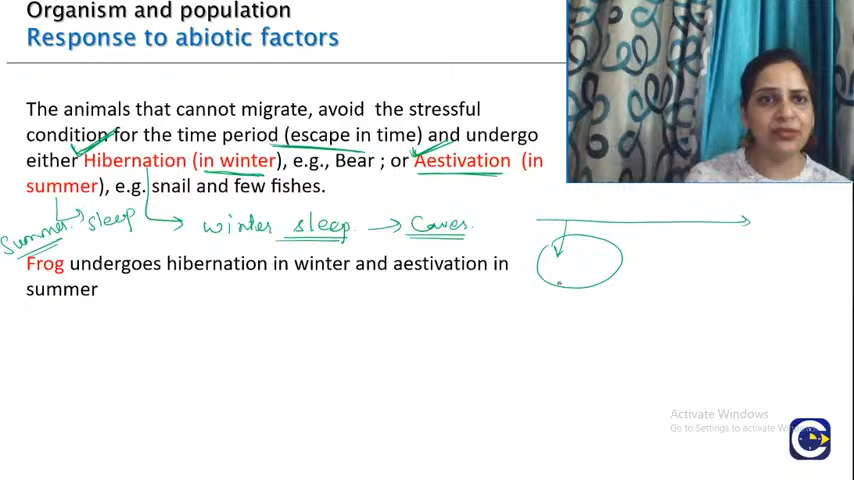 Organism and population
Response to abiotic factors
The animals that cannot migrate, avoid the stressful
condition for the time period (escape in time) and undergo
either Hibernation (in winter), e.g., Bear ; or Aestivation (in
summer), e.g. snail and few fishes.
Summer sleep
winter sleep → Caves.
Frog undergoes hibernation in winter and aestivation in
summer
Activate Windows
Go to Settings to activate Windows.